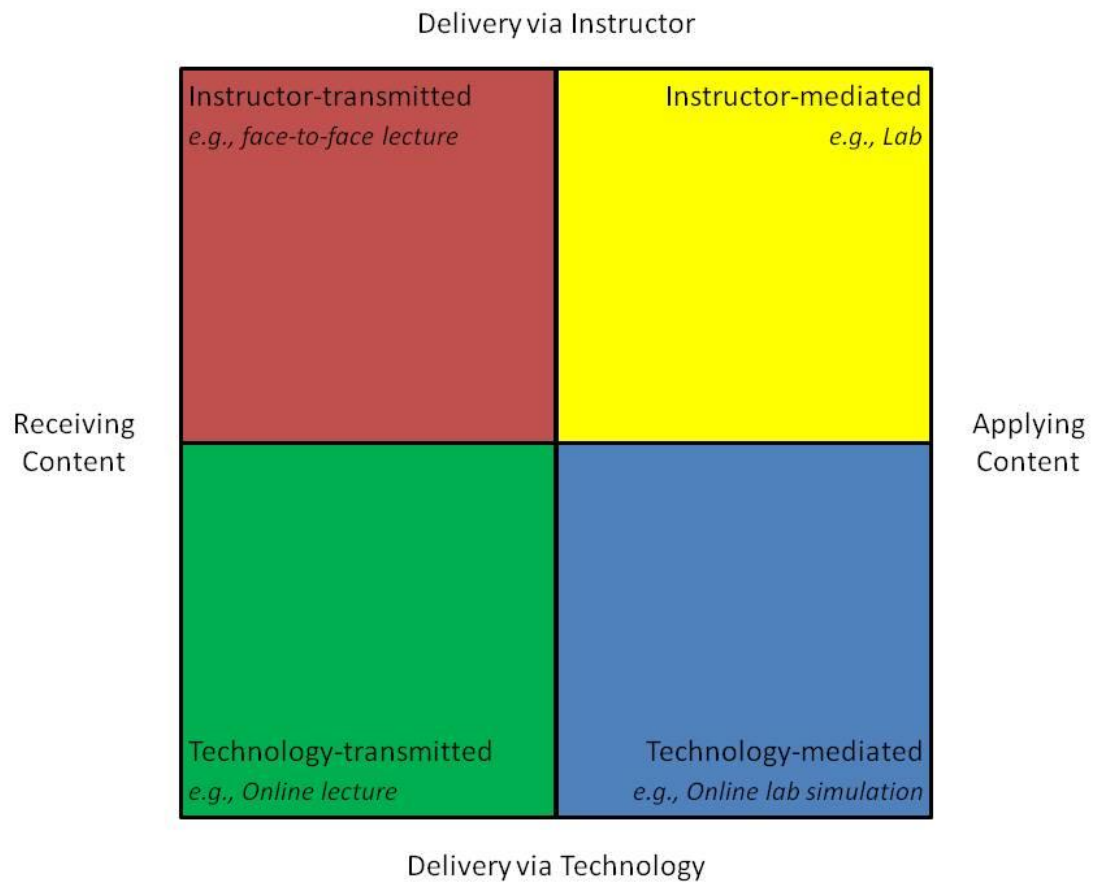 Delivery via Instructor
Instructor-transmitted
e.g., face-to-face lecture
Instructor-mediated
e.g., Lab
Receiving
Content
Applying
Content
Technology-transmitted
e.g., Online lecture
Technology-mediated
e.g., Online lab simulation
Delivery via Technology